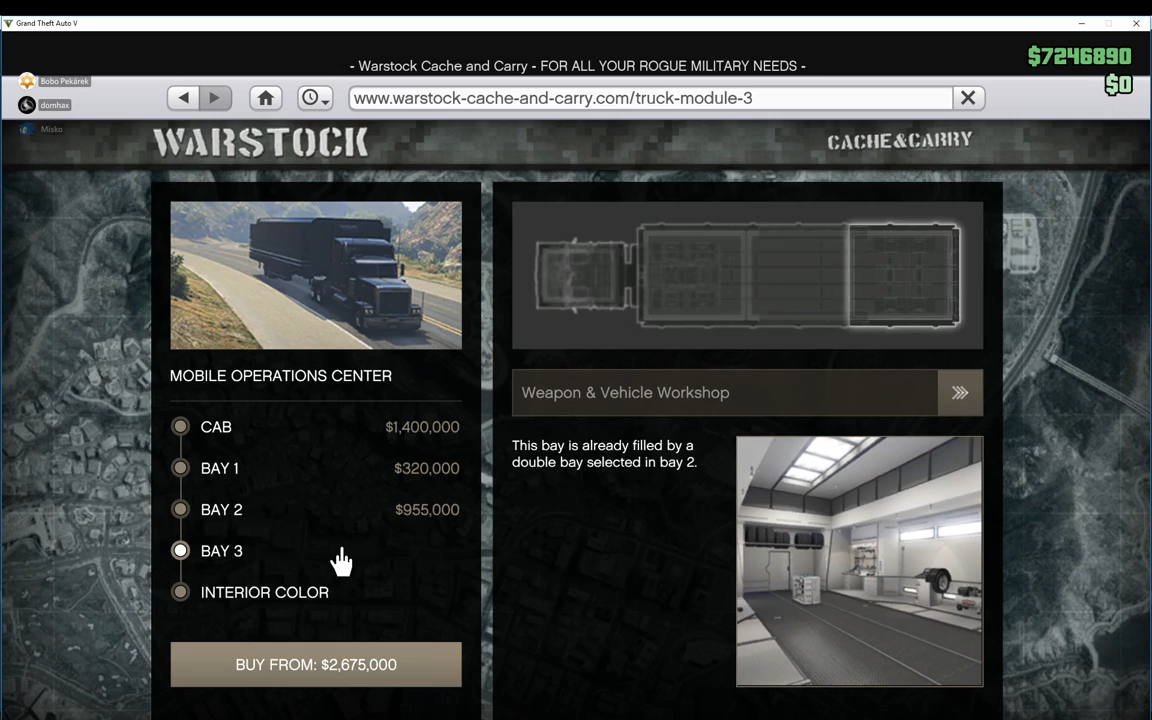 Grand Theft Auto V
- Warstock Cache and Carry - FOR ALL YOUR ROGUE MILITARY NEEDS -
$7246890
$0
Bobo Pekárek
domhax
Misko
www.warstock-cache-and-carry.com/truck-module-3
WARSTOCK
CACHE&CARRY
MOBILE OPERATIONS CENTER
CAB $1,400,000
BAY 1 $320,000
BAY 2 $955,000
BAY 3
INTERIOR COLOR
BUY FROM: $2,675,000
Weapon & Vehicle Workshop
This bay is already filled by a
double bay selected in bay 2.